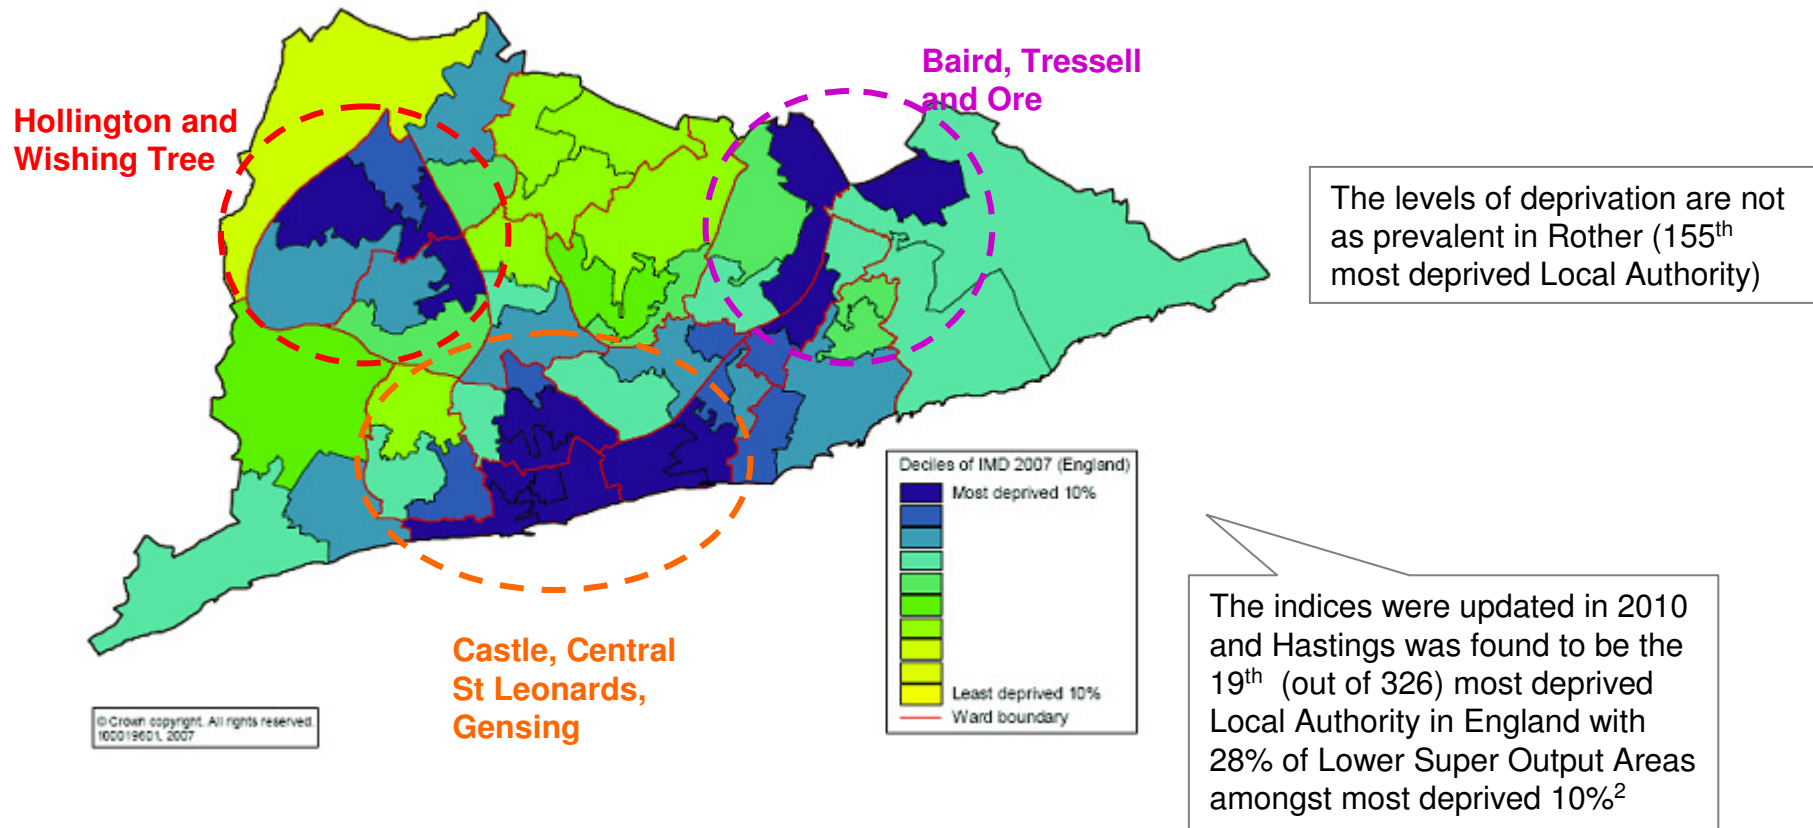 Baird, Tressell
and Ore
Hollington and
Wishing Tree
The levels of deprivation are not
as prevalent in Rother (155th
most deprived Local Authority)
Deciles of IMD 2007 (England)
Most deprived 10%
Least deprived 10%
Ward boundary
The indices were updated in 2010
and Hastings was found to be the
19th (out of 326) most deprived
Local Authority in England with
28% of Lower Super Output Areas
amongst most deprived 10%2
Castle, Central
St Leonards,
Gensing
© Crown copyright. All rights reserved.
100019601, 2007